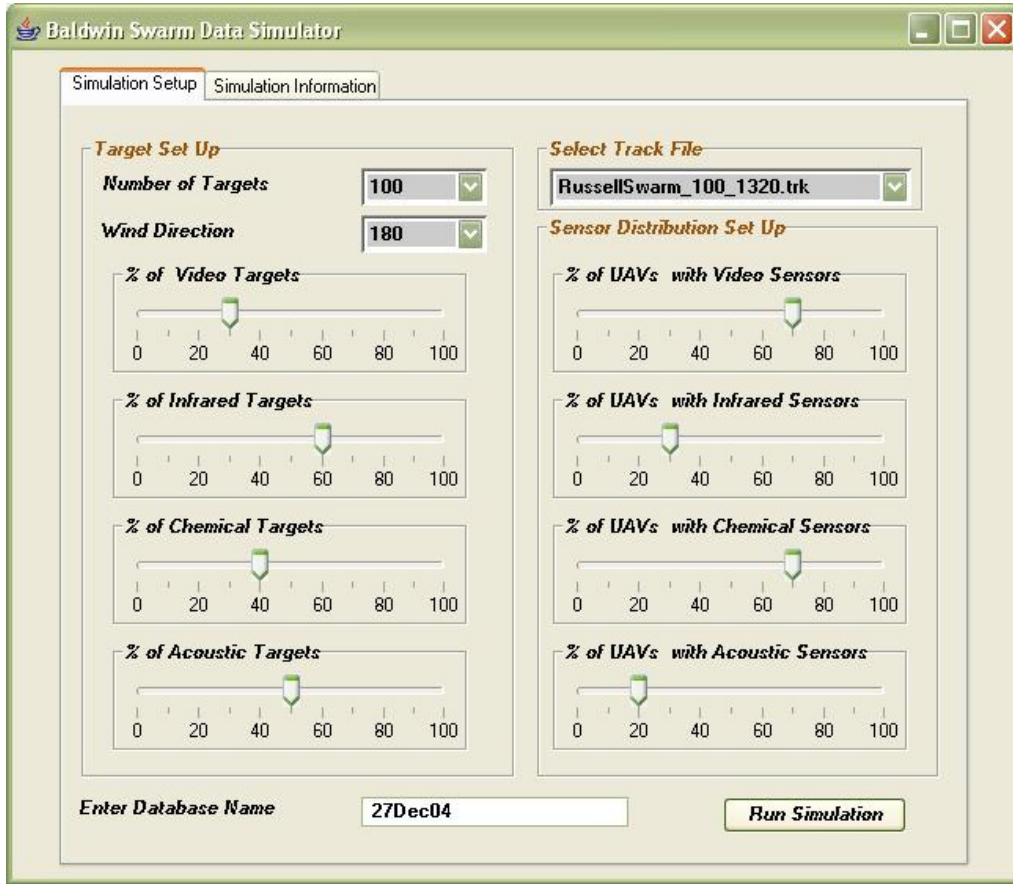 Baldwin Swarm Data Simulator
Simulation Setup
Simulation Information
Target Set Up
Number of Targets
100
Wind Direction
180
% of Video Targets
0 20 40 60 80 100
% of Infrared Targets
0 20 40 60 80 100
% of Chemical Targets
0 20 40 60 80 100
% of Acoustic Targets
0 20 40 60 80 100
Select Track File
RussellSwarm_100_1320.trk
Sensor Distribution Set Up
% of UAVs with Video Sensors
0 20 40 60 80 100
% of UAVs with Infrared Sensors
0 20 40 60 80 100
% of UAVs with Chemical Sensors
0 20 40 60 80 100
% of UAVs with Acoustic Sensors
0 20 40 60 80 100
Enter Database Name
27Dec04
Run Simulation